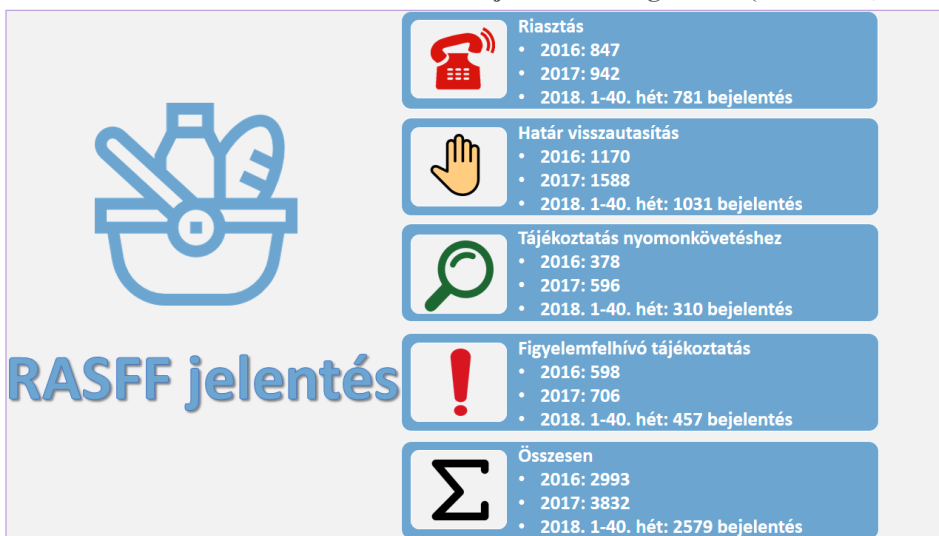 RASFF jelentés
Riasztás
• 2016: 847
• 2017: 942
• 2018. 1-40. hét: 781 bejelentés
Határ visszautasítás
• 2016: 1170
• 2017: 1588
• 2018. 1-40. hét: 1031 bejelentés
Tájékoztatás nyomonkövetéshez
• 2016: 378
• 2017: 596
• 2018. 1-40. hét: 310 bejelentés
Figyelemfelhívó tájékoztatás
• 2016: 598
• 2017: 706
• 2018. 1-40. hét: 457 bejelentés
Összesen
• 2016: 2993
• 2017: 3832
• 2018. 1-40. hét: 2579 bejelentés